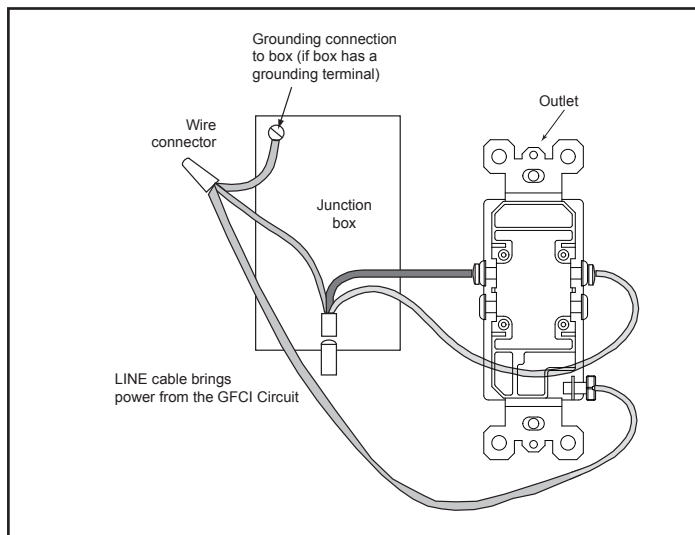 Grounding connection
to box (if box has a
grounding terminal)
Outlet
Wire
connector
Junction
box
LINE cable brings
power from the GFCI Circuit